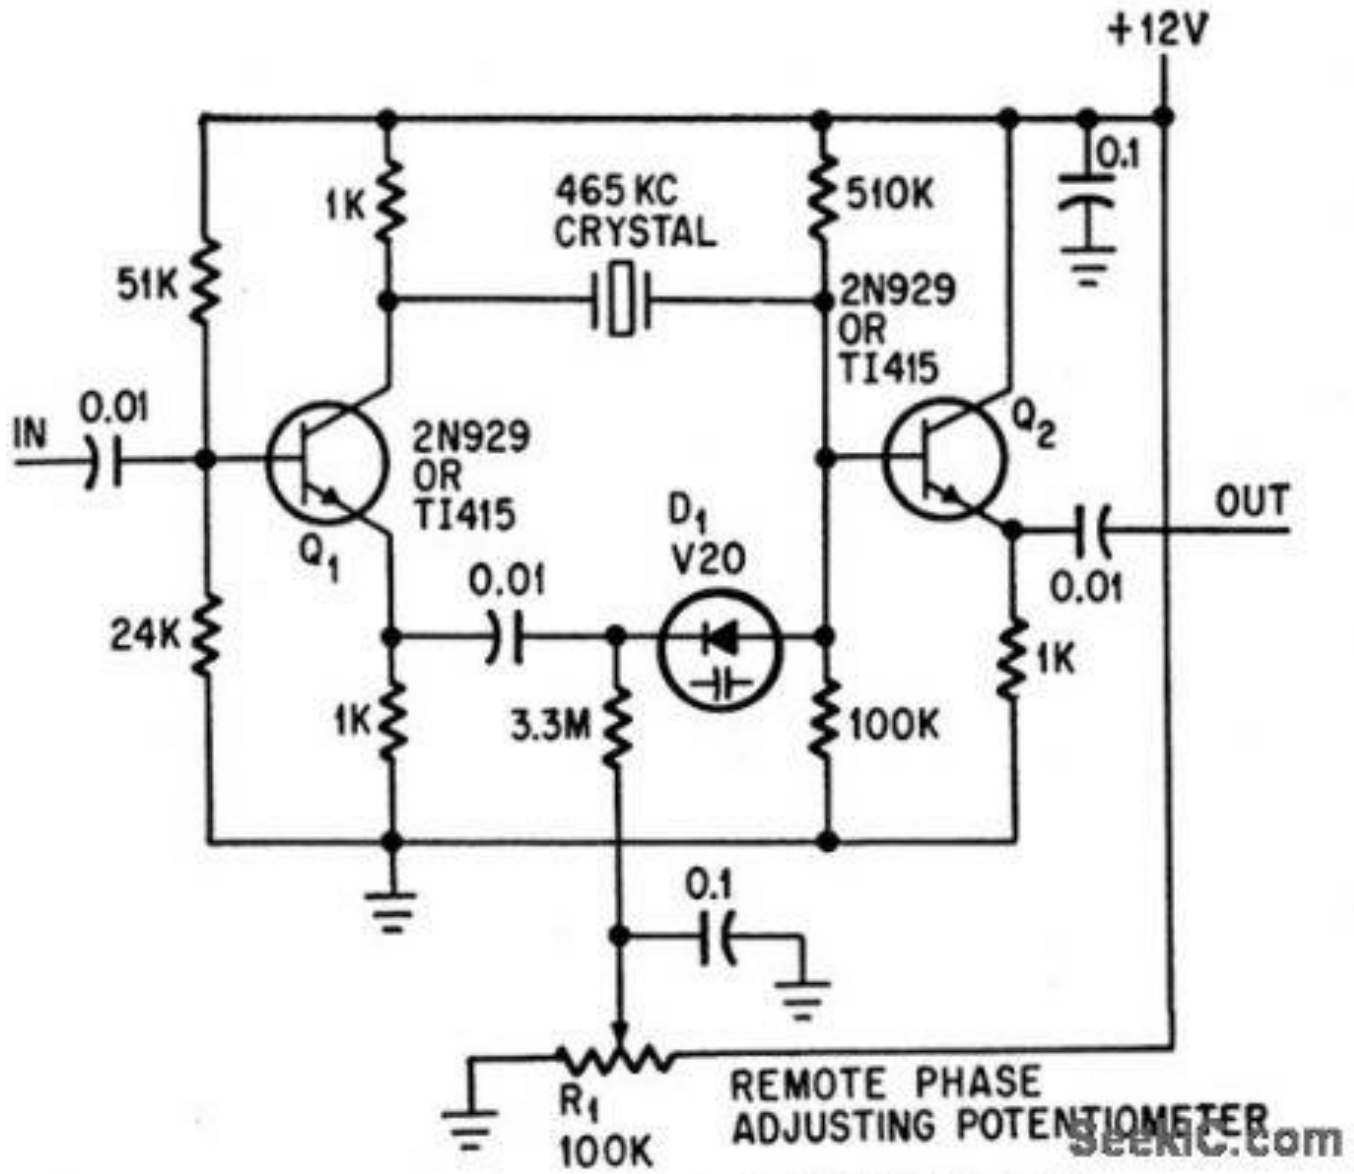 +12V
0.1
1K
465 KC
CRYSTAL
510K
51K
2N929
OR
TI415
0.01
IN
Q2
2N929
OR
TI415
Q1
D1
V20
OUT
0.01
0.01
24K
1K
1K
3.3M
100K
0.1
R1
100K
REMOTE PHASE
ADJUSTING POTENTIOMETER
SeekIC.com